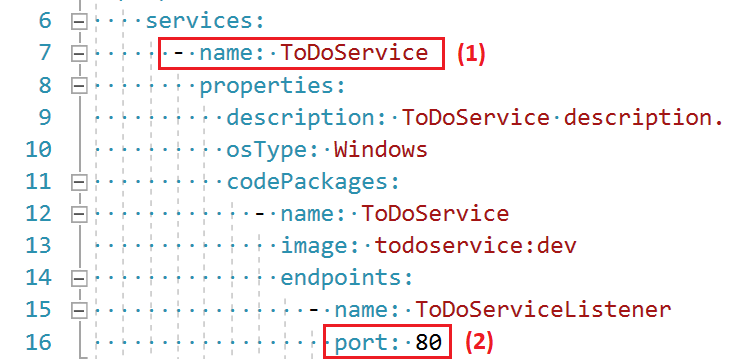 6 services:
7 - name: ToDoService (1)
8 properties:
9 description: ToDoService description.
10 osType: Windows
11 codePackages:
12 - name: ToDoService
13 image: todoservice:dev
14 endpoints:
15 - name: ToDoServiceListener
16 port: 80 (2)